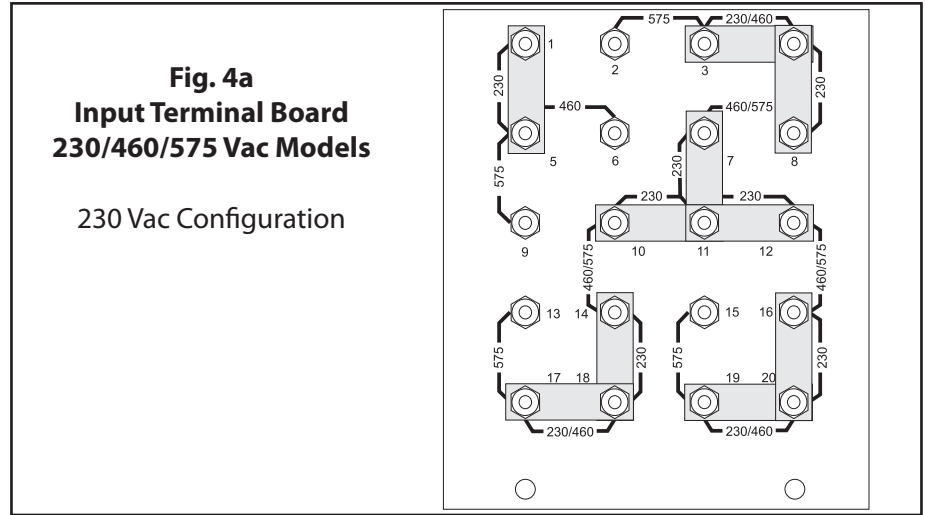 Fig. 4a
Input Terminal Board
230/460/575 Vac Models
230 Vac Configuration
575 230/460
1
2 3
230 230
460 460/575
5 6 7 8
575 230
230 230
9 10 11 12
460/575 460/575
13 14 15 16
575 230 575 230
17 18 19 20
230/460 230/460